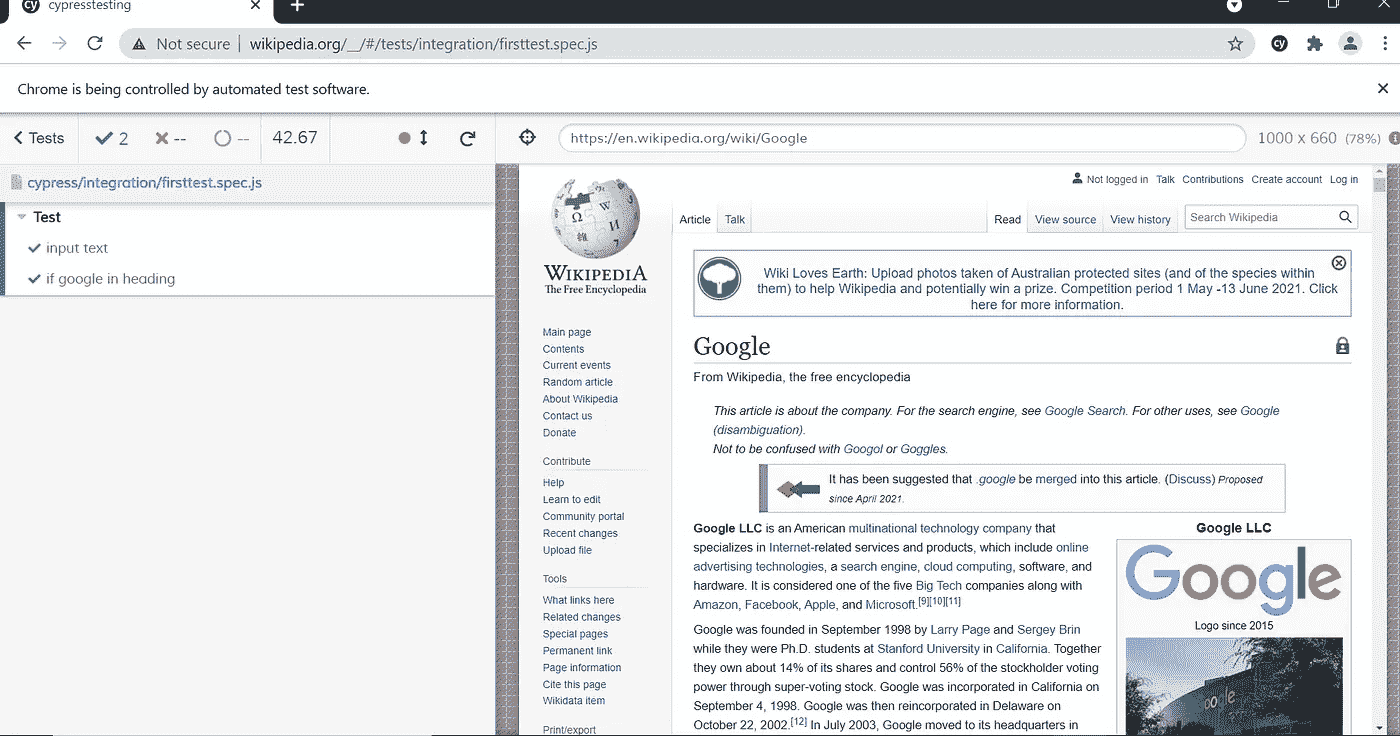 cypresstesting
Not secure | wikipedia.org/__/#/tests/integration/firsttest.spec.js
Chrome is being controlled by automated test software.
Tests 2 -- -- 42.67
https://en.wikipedia.org/wiki/Google 1000 x 660 (78%)
cypress/integration/firsttest.spec.js
Test
input text
if google in heading
WIKIPEDIA
The Free Encyclopedia
Main page
Contents
Current events
Random article
About Wikipedia
Contact us
Donate
Contribute
Help
Learn to edit
Community portal
Recent changes
Upload file
Tools
What links here
Related changes
Special pages
Permanent link
Page information
Cite this page
Wikidata item
Print/export
Not logged in Talk Contributions Create account Log in
Article Talk Read View source View history Search Wikipedia
Wiki Loves Earth: Upload photos taken of Australian protected sites (and of the species within
them) to help Wikipedia and potentially win a prize. Competition period 1 May -13 June 2021. Click
here for more information.
Google
From Wikipedia, the free encyclopedia
This article is about the company. For the search engine, see Google Search. For other uses, see Google
(disambiguation).
Not to be confused with Googol or Goggles.
It has been suggested that .google be merged into this article. (Discuss) Proposed
since April 2021.
Google LLC is an American multinational technology company that
specializes in Internet-related services and products, which include online
advertising technologies, a search engine, cloud computing, software, and
hardware. It is considered one of the five Big Tech companies along with
Amazon, Facebook, Apple, and Microsoft.[9][10][11]
Google was founded in September 1998 by Larry Page and Sergey Brin
while they were Ph.D. students at Stanford University in California. Together
they own about 14% of its shares and control 56% of the stockholder voting
power through super-voting stock. Google was incorporated in California on
September 4, 1998. Google was then reincorporated in Delaware on
October 22, 2002.[12] In July 2003, Google moved to its headquarters in
Google LLC
Google
Logo since 2015